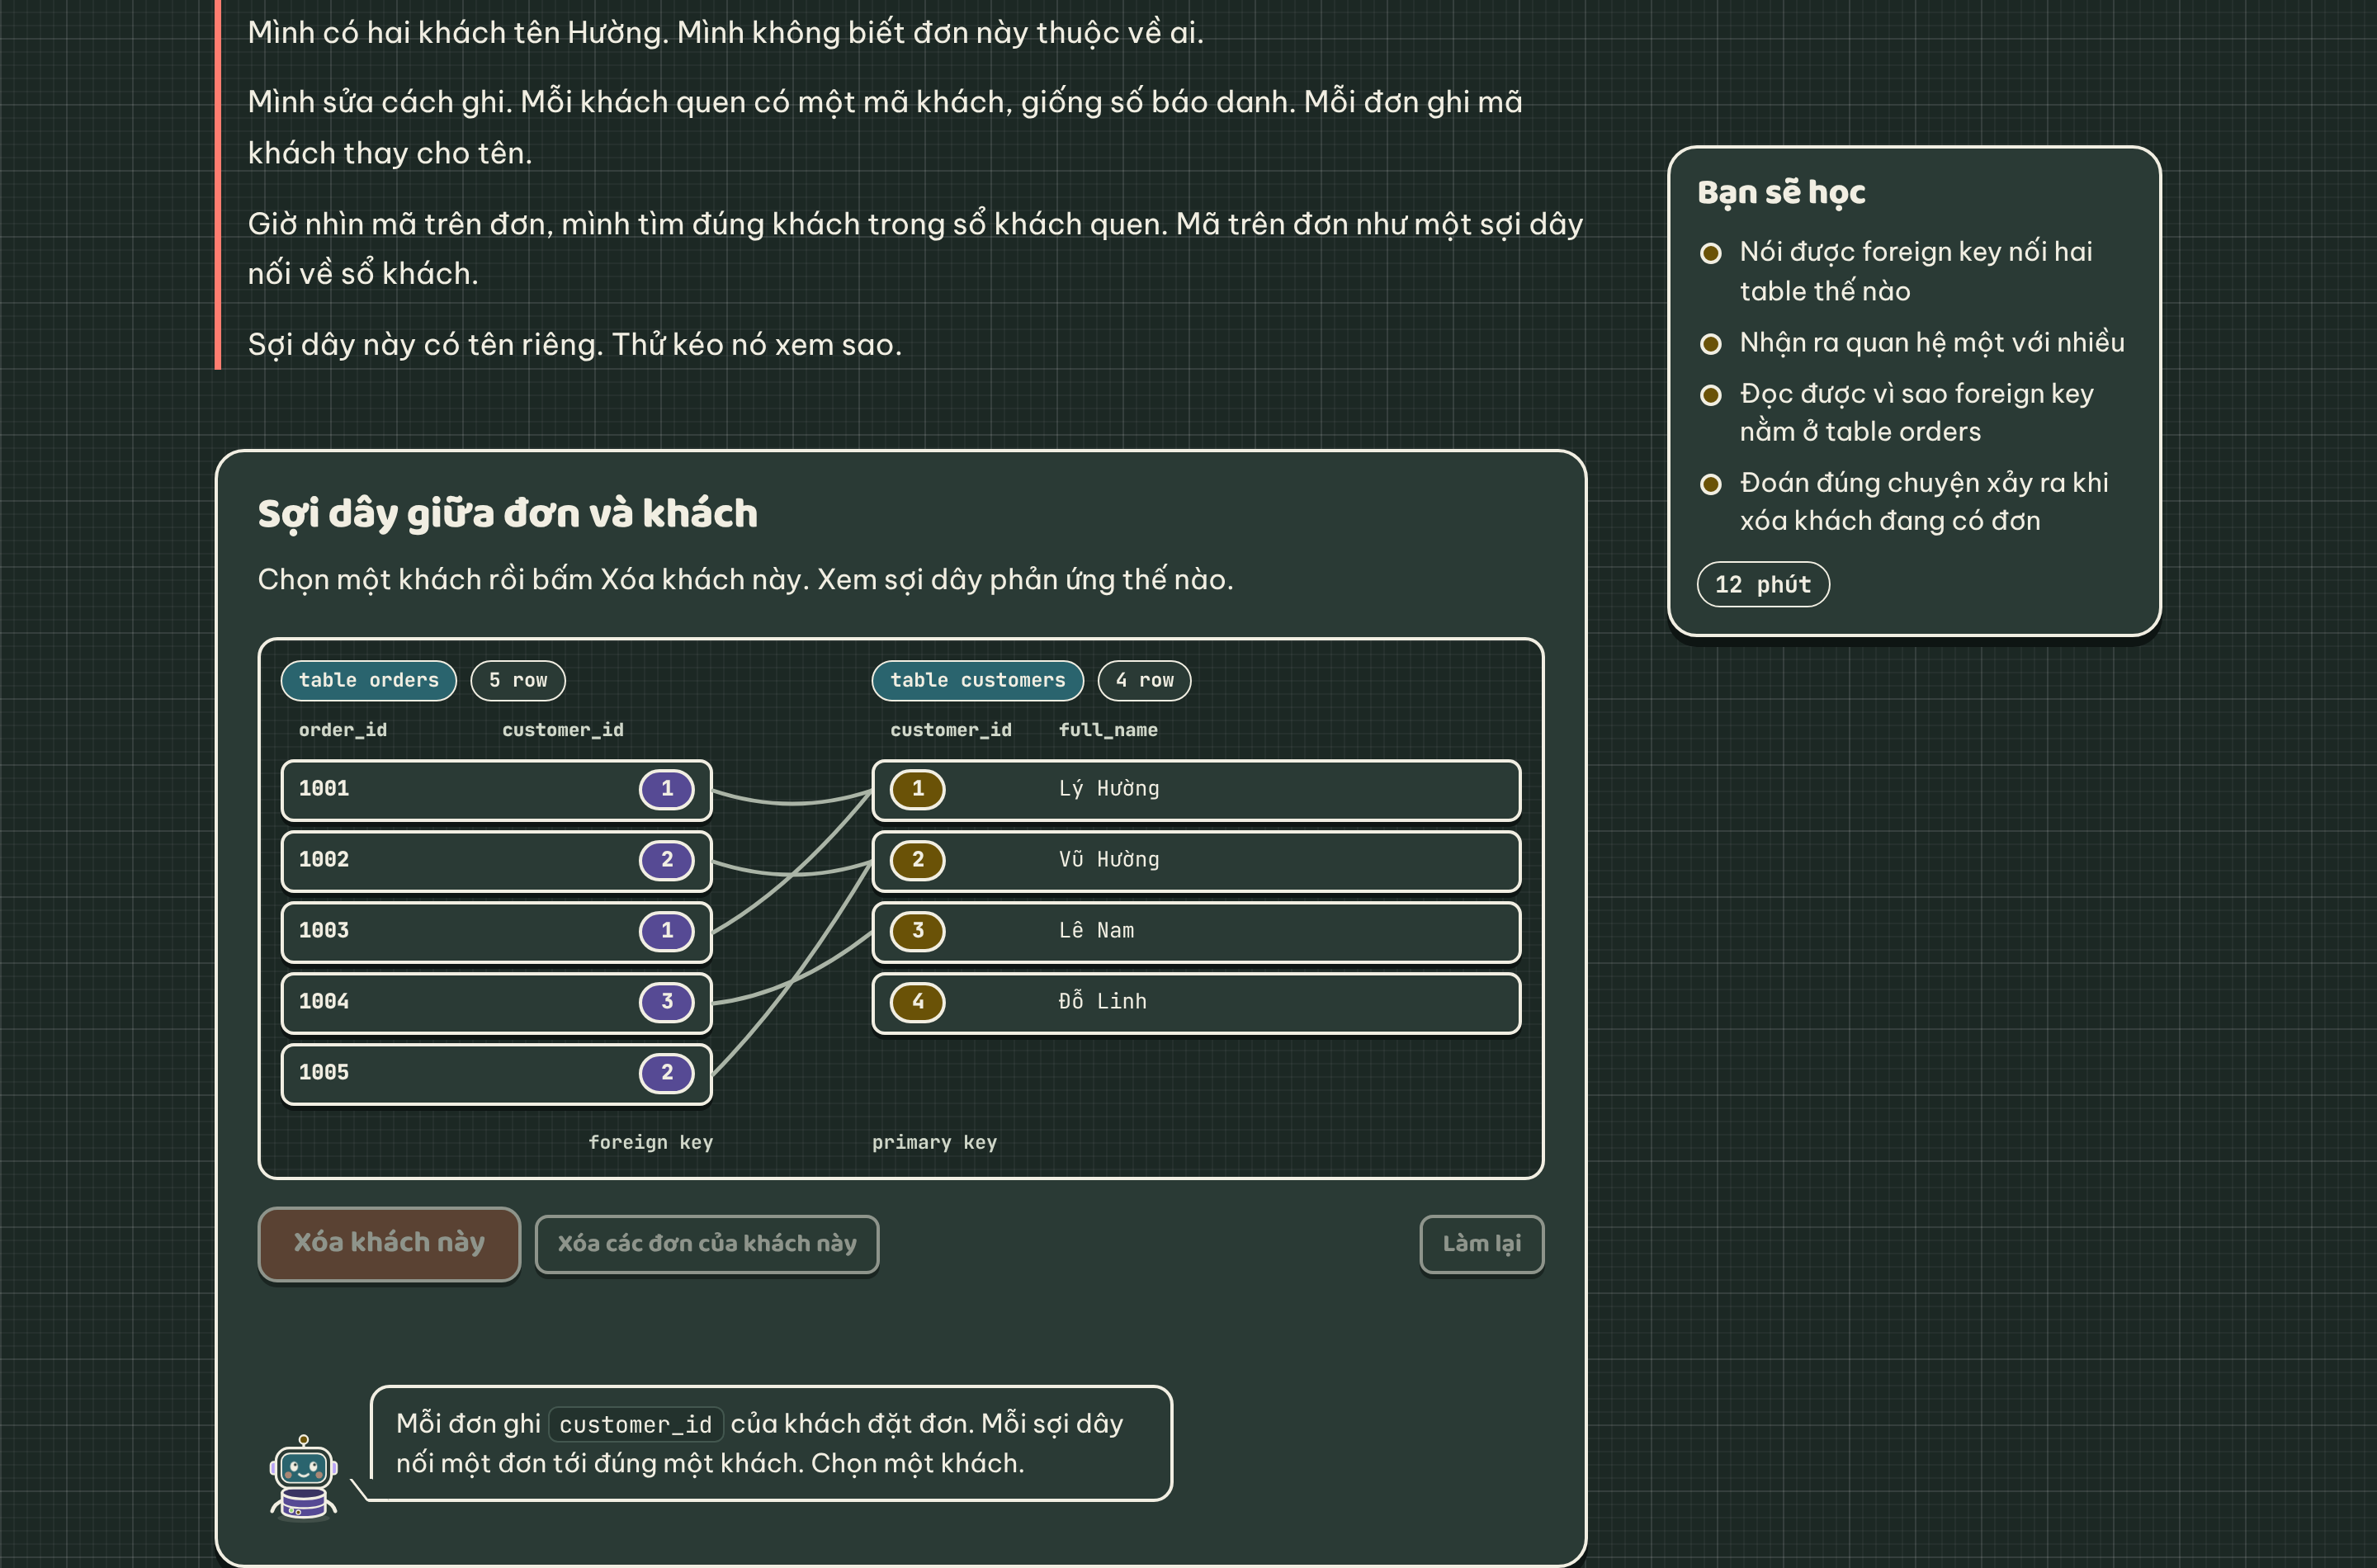 Mình có hai khách tên Hường. Mình không biết đơn này thuộc về ai.
Mình sửa cách ghi. Mỗi khách quen có một mã khách, giống số báo danh. Mỗi đơn ghi mã
khách thay cho tên.
Giờ nhìn mã trên đơn, mình tìm đúng khách trong sổ khách quen. Mã trên đơn như một sợi dây
nối về sổ khách.
Sợi dây này có tên riêng. Thử kéo nó xem sao.
Bạn sẽ học
Nói được foreign key nối hai
table thế nào
Nhận ra quan hệ một với nhiều
Đọc được vì sao foreign key
nằm ở table orders
Đoán đúng chuyện xảy ra khi
xóa khách đang có đơn
12 phút
Sợi dây giữa đơn và khách
Chọn một khách rồi bấm Xóa khách này. Xem sợi dây phản ứng thế nào.
table orders 5 row
order_id customer_id
1001 1
1002 2
1003 1
1004 3
1005 2
foreign key
table customers 4 row
customer_id full_name
1 Lý Hường
2 Vũ Hường
3 Lê Nam
4 Đỗ Linh
primary key
Xóa khách này Xóa các đơn của khách này Làm lại
Mỗi đơn ghi customer_id của khách đặt đơn. Mỗi sợi dây
nối một đơn tới đúng một khách. Chọn một khách.